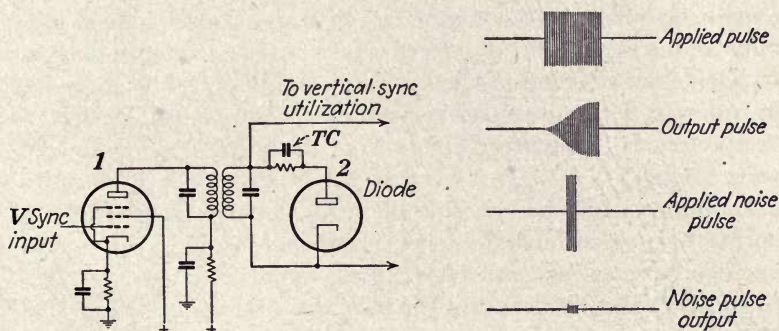 To vertical sync
utilization
TC
1
2
Diode
V Sync
input
Applied pulse
Output pulse
Applied noise
pulse
Noise pulse
output